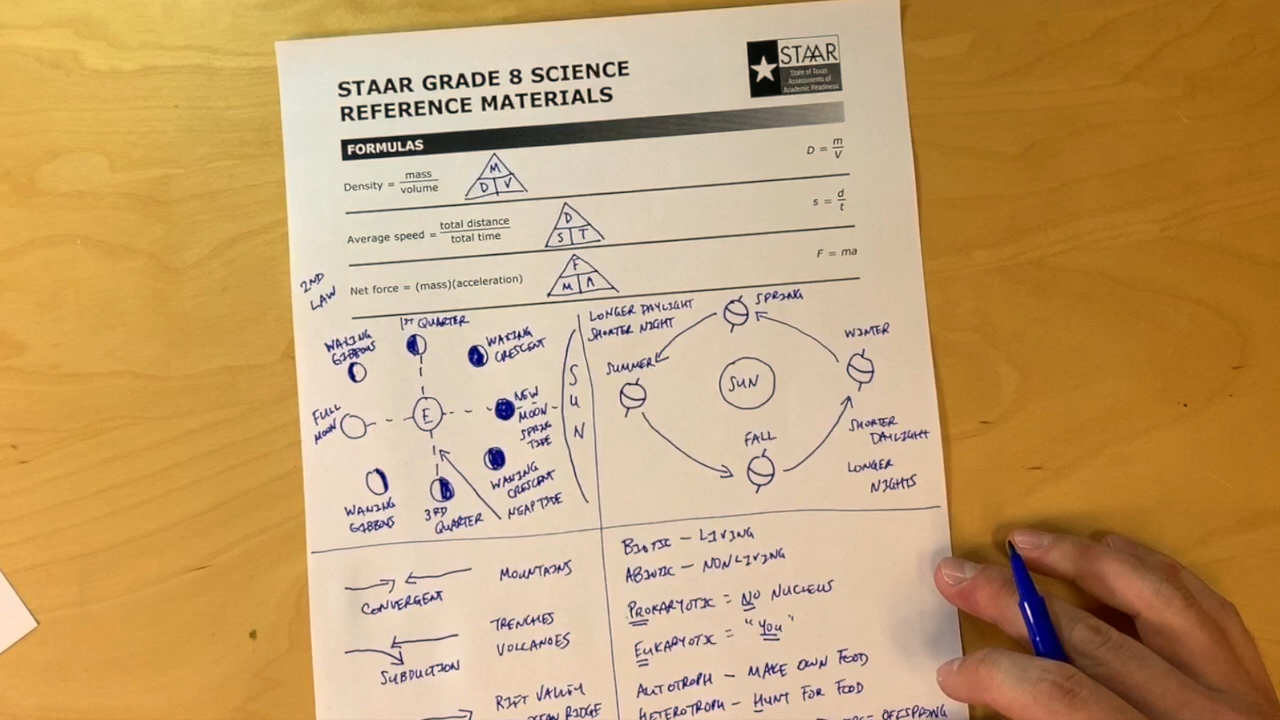 STAAR GRADE 8 SCIENCE
REFERENCE MATERIALS
STAAR
State of Texas
Assessments of
Academic Readiness
FORMULAS
Density = mass / volume
M
D V
D = m / V
Average speed = total distance / total time
D
S T
s = d / t
2ND
LAW
Net force = (mass)(acceleration)
F
M A
F = ma
WAXING
GIBBOUS
1ST QUARTER
WAXING
CRESCENT
FULL
MOON
E
NEW
MOON
SPRING
TIDE
SUN
WANING
GIBBOUS
3RD
QUARTER
WANING
CRESCENT
NEAP TIDE
LONGER DAYLIGHT
SHORTER NIGHT
SPRING
WINTER
SUMMER
SUN
FALL
SHORTER
DAYLIGHT
LONGER
NIGHTS
CONVERGENT
MOUNTAINS
SUBDUCTION
TRENCHES
VOLCANOES
RIFT VALLEY
RIDGE
BIOTIC - LIVING
ABIOTIC - NONLIVING
PROKARYOTIC = NO NUCLEUS
EUKARYOTIC = "YOU"
AUTOTROPH - MAKE OWN FOOD
HETEROTROPH - HUNT FOR FOOD
OFFSPRING